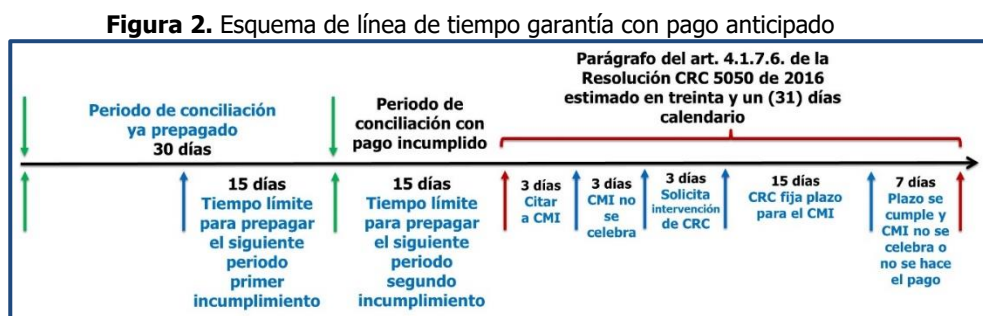 Figura 2. Esquema de línea de tiempo garantía con pago anticipado
Parágrafo del art. 4.1.7.6. de la
Resolución CRC 5050 de 2016
estimado en treinta y un (31) días
calendario
Periodo de conciliación
ya prepagado
30 días
Periodo de
conciliación con
pago incumplido
15 días
Tiempo límite
para prepagar
el siguiente
periodo
primer
incumplimiento
15 días
Tiempo límite
para prepagar
el siguiente
periodo
segundo
incumplimiento
3 días
Citar
a CMI
3 días
CMI no
se
celebra
3 días
Solicita
intervención
de CRC
15 días
CRC fija plazo
para el CMI
7 días
Plazo se
cumple y
CMI no se
celebra o
no se hace
el pago